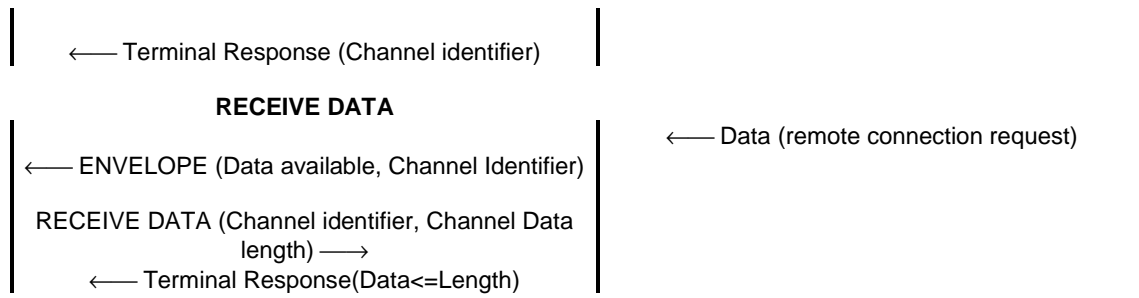 ←── Terminal Response (Channel identifier)
RECEIVE DATA
←── Data (remote connection request)
←── ENVELOPE (Data available, Channel Identifier)
RECEIVE DATA (Channel identifier, Channel Data
length) ──→
←── Terminal Response(Data<=Length)